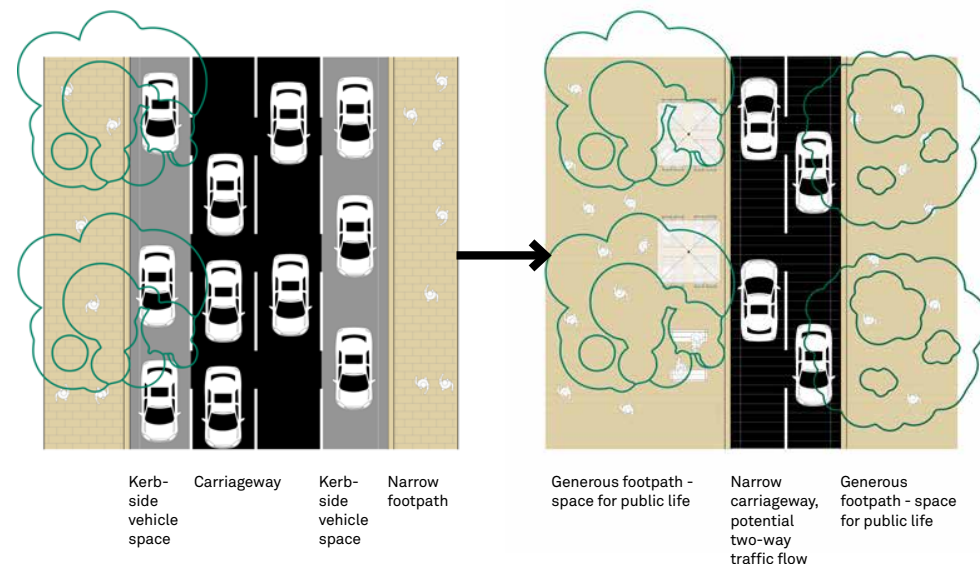 Kerb-
side
vehicle
space
Carriageway
Kerb-
side
vehicle
space
Narrow
footpath
Generous footpath -
space for public life
Narrow
carriageway,
potential
two-way
traffic flow
Generous
footpath - space
for public life